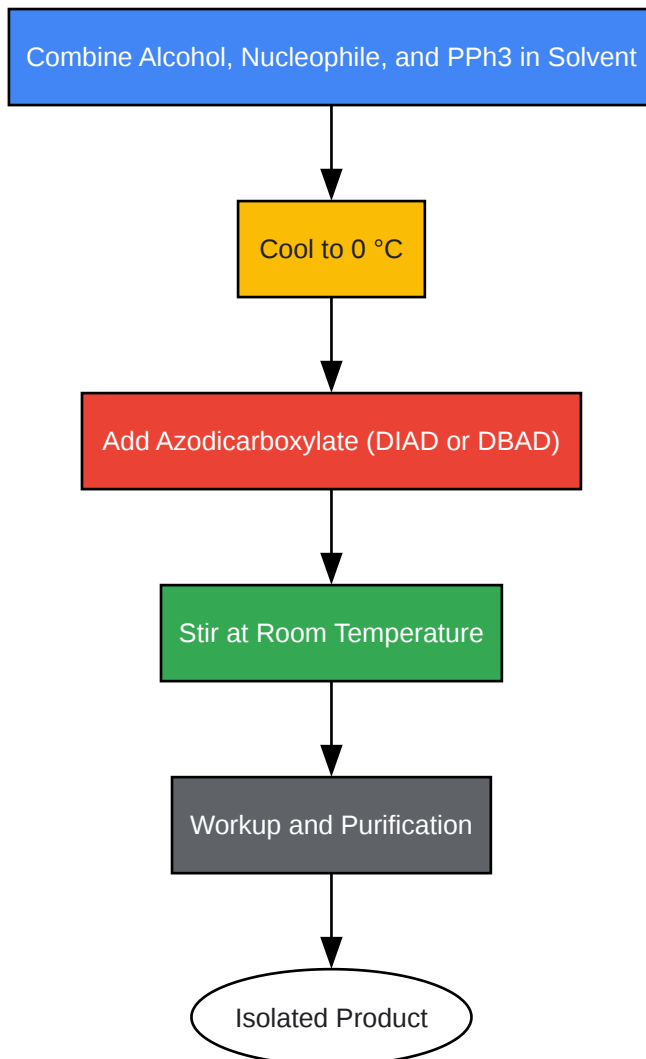 Combine Alcohol, Nucleophile, and PPh3 in Solvent
Cool to 0 °C
Add Azodicarboxylate (DIAD or DBAD)
Stir at Room Temperature
Workup and Purification
Isolated Product